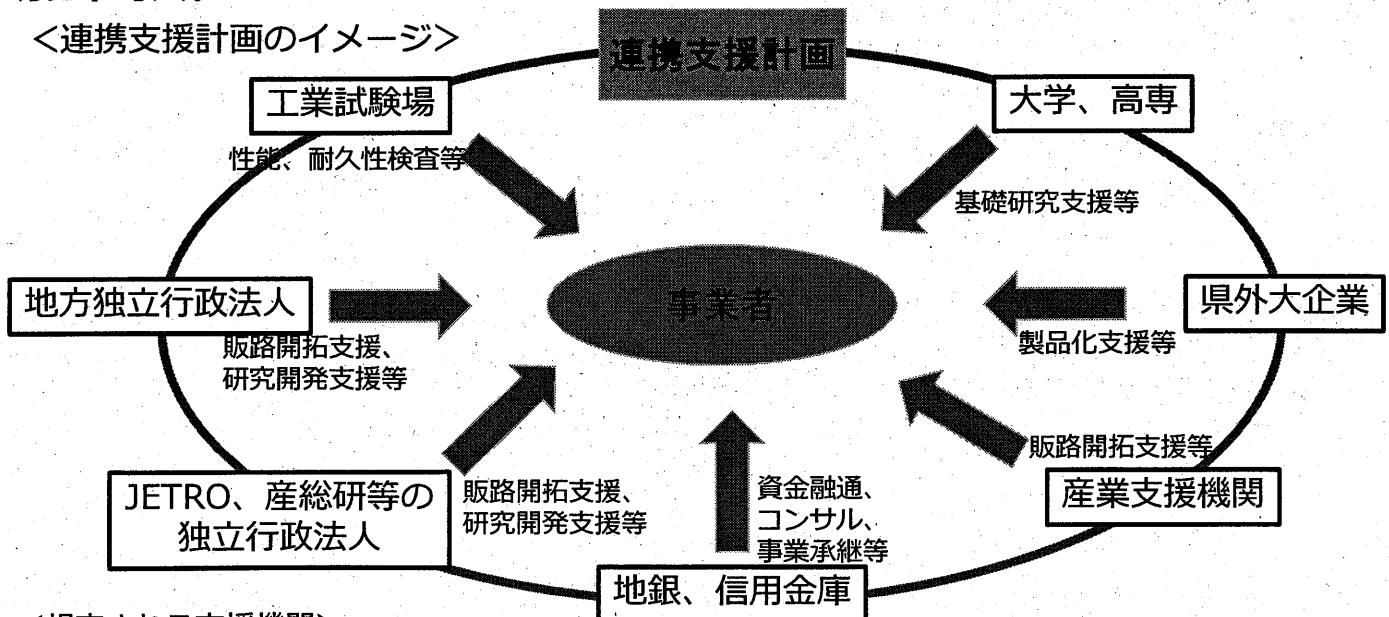 <連携支援計画のイメージ>
連携支援計画
工業試験場
大学、高専
性能、耐久性検査等
基礎研究支援等
地方独立行政法人
事業者
県外大企業
販路開拓支援、
研究開発支援等
製品化支援等
JETRO、産総研等の
独立行政法人
販路開拓支援、
研究開発支援等
資金融通、
コンサル、
事業承継等
販路開拓支援等
産業支援機関
地銀、信用金庫